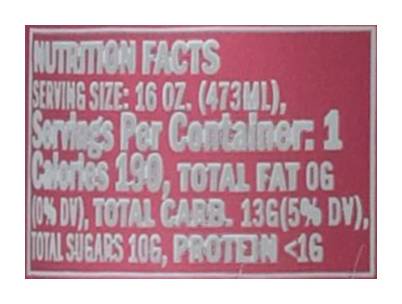 NUTRITION FACTS
SERVING SIZE: 16 OZ. (473ML),
Servings Per Container: 1
Calories 190, TOTAL FAT 0G
(0% DV), TOTAL CARB. 13G(5% DV),
TOTAL SUGARS 10G, PROTEIN <1G